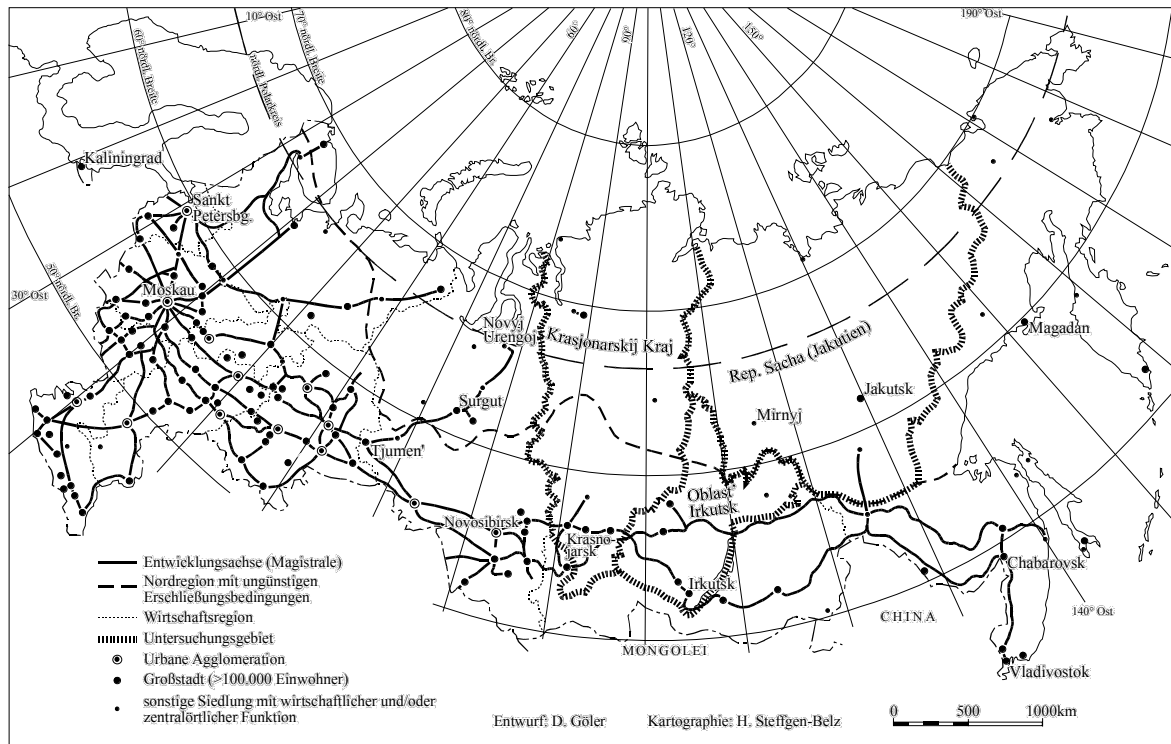 10° Ost
60° nördl. Breite
nördl. Polarkreis
70° nördl. Breite
80° nördl. Br.
60°
90°
120°
150°
190° Ost
Kaliningrad
Sankt
Petersbg.
50° nördl. Br.
30° Ost
Moskau
Novyj
Urengoj
Krasjonarskij Kraj
Rep. Sacha (Jakutien)
Magadan
Surgut
Mirnyj
Jakutsk
Tjumen'
Oblast'
Irkutsk
Novosibirsk
Krasno-
jarsk
Irkutsk
Chabarovsk
CHINA
140° Ost
MONGOLEI
Vladivostok
Entwicklungsachse (Magistrale)
Nordregion mit ungünstigen
Erschließungsbedingungen
Wirtschaftsregion
Untersuchungsgebiet
Urbane Agglomeration
Großstadt (>100.000 Einwohner)
sonstige Siedlung mit wirtschaftlicher und/oder
zentralörtlicher Funktion
Entwurf: D. Göler
Kartographie: H. Steffgen-Belz
0 500 1000km